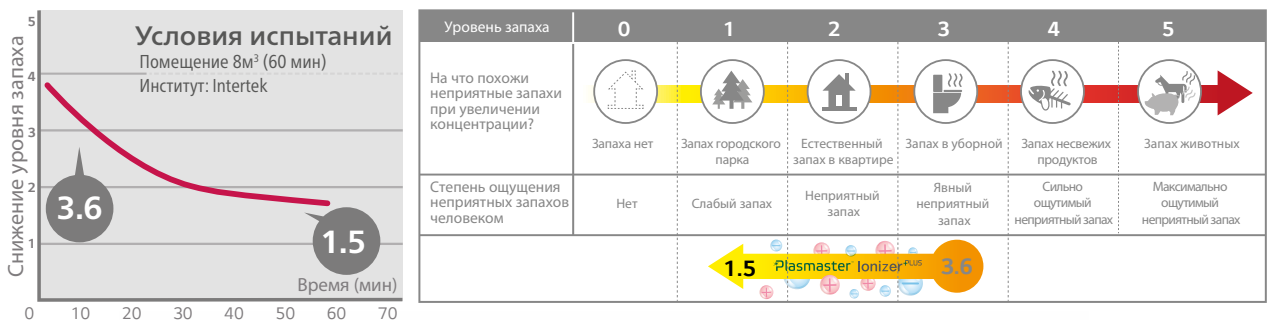 Условия испытаний
Помещение 8м³ (60 мин)
Институт: Intertek
Снижение уровня запаха
5
4
3
2
1
3.6
1.5
Время (мин)
0 10 20 30 40 50 60 70
Уровень запаха 0 1 2 3 4 5
На что похожи
неприятные запахи
при увеличении
концентрации?
Запаха нет
Запах городского
парка
Естественный
запах в квартире
Запах в уборной
Запах несвежих
продуктов
Запах животных
Степень ощущения
неприятных запахов
человеком
Нет
Слабый запах
Неприятный
запах
Явный
неприятный
запах
Сильно
ощутимый
неприятный запах
Максимально
ощутимый
неприятный запах
1.5 Plasmaster Ionizer PLUS 3.6